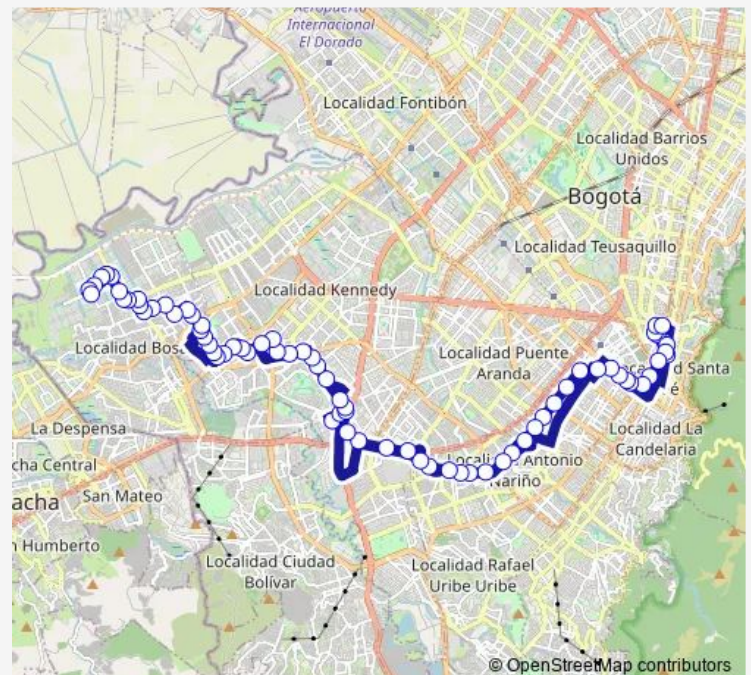 Aeropuerto
Internacional
El Dorado
Localidad Fontibón
Localidad Barrios
Unidos
Bogotá
Localidad Teusaquillo
Localidad Kennedy
Localidad Bos
Localidad Puente
Aranda
d Santa
é
La Despensa
Localidad La
Candelaria
cha Central
Antonio
Nariño
San Mateo
acha
Humberto
Localidad Ciudad
Bolívar
Localidad Rafael
Uribe Uribe
© OpenStreetMap contributors